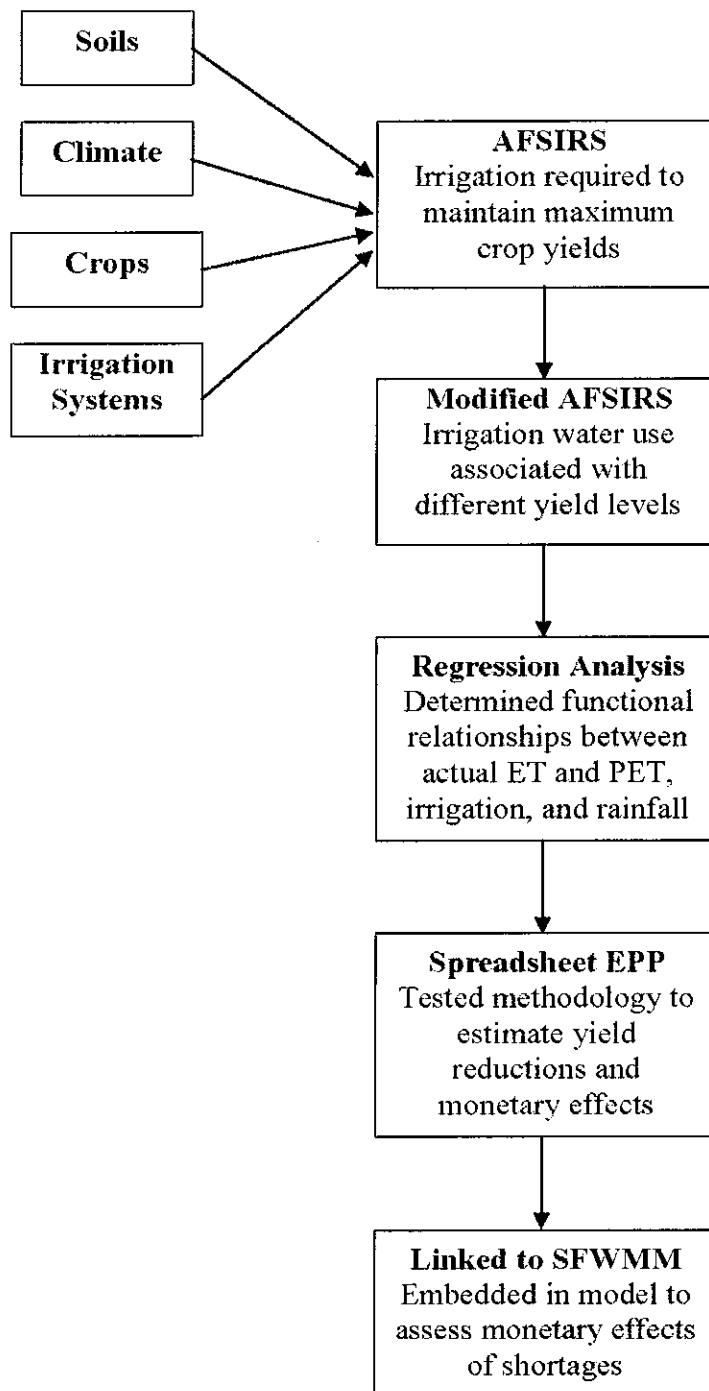 Soils
Climate
Crops
Irrigation
Systems
AFSIRS
Irrigation required to
maintain maximum
crop yields
Modified AFSIRS
Irrigation water use
associated with
different yield levels
Regression Analysis
Determined functional
relationships between
actual ET and PET,
irrigation, and rainfall
Spreadsheet EPP
Tested methodology to
estimate yield
reductions and
monetary effects
Linked to SFWMM
Embedded in model to
assess monetary effects
of shortages